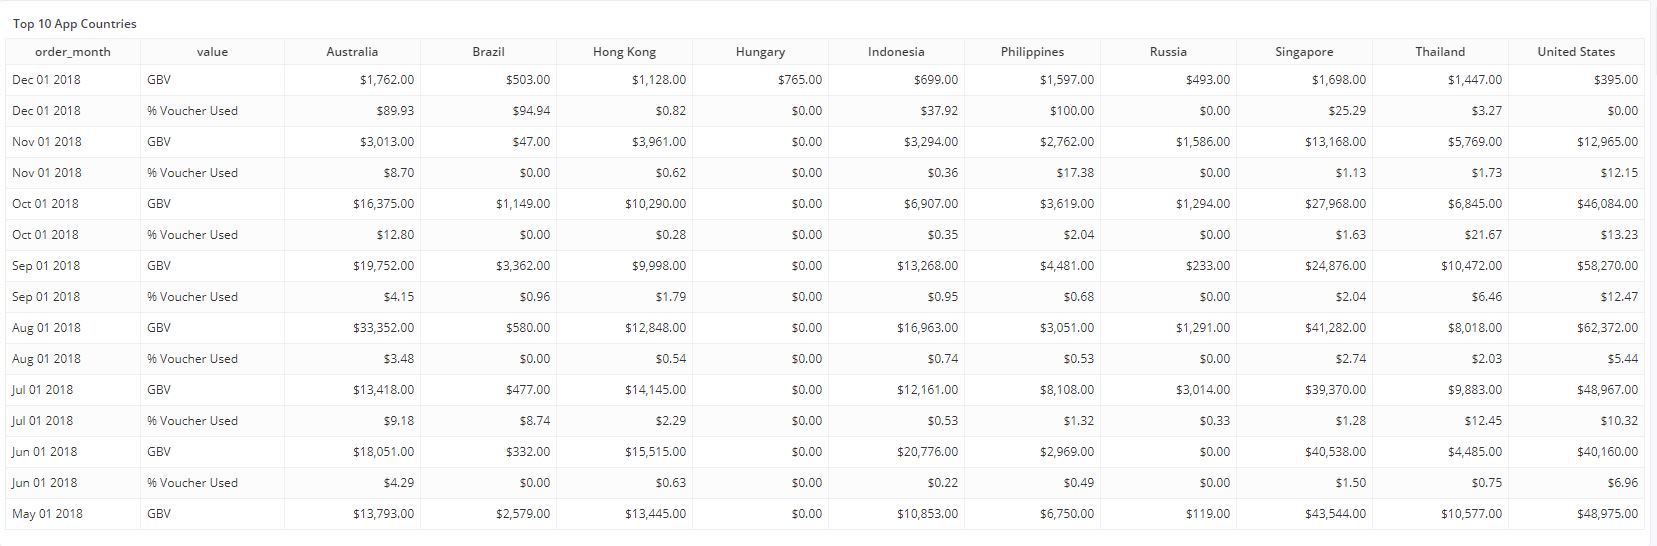 Top 10 App Countries
order_month value Australia Brazil Hong Kong Hungary Indonesia Philippines Russia Singapore Thailand United States
Dec 01 2018 GBV $1,762.00 $503.00 $1,128.00 $765.00 $699.00 $1,597.00 $493.00 $1,698.00 $1,447.00 $395.00
Dec 01 2018 % Voucher Used $89.93 $94.94 $0.82 $0.00 $37.92 $100.00 $0.00 $25.29 $3.27 $0.00
Nov 01 2018 GBV $3,013.00 $47.00 $3,961.00 $0.00 $3,294.00 $2,762.00 $1,586.00 $13,168.00 $5,769.00 $12,965.00
Nov 01 2018 % Voucher Used $8.70 $0.00 $0.62 $0.00 $0.36 $17.38 $0.00 $1.13 $1.73 $12.15
Oct 01 2018 GBV $16,375.00 $1,149.00 $10,290.00 $0.00 $6,907.00 $3,619.00 $1,294.00 $27,968.00 $6,845.00 $46,084.00
Oct 01 2018 % Voucher Used $12.80 $0.00 $0.28 $0.00 $0.35 $2.04 $0.00 $1.63 $21.67 $13.23
Sep 01 2018 GBV $19,752.00 $3,362.00 $9,998.00 $0.00 $13,268.00 $4,481.00 $233.00 $24,876.00 $10,472.00 $58,270.00
Sep 01 2018 % Voucher Used $4.15 $0.96 $1.79 $0.00 $0.95 $0.68 $0.00 $2.04 $6.46 $12.47
Aug 01 2018 GBV $33,352.00 $580.00 $12,848.00 $0.00 $16,963.00 $3,051.00 $1,291.00 $41,282.00 $8,018.00 $62,372.00
Aug 01 2018 % Voucher Used $3.48 $0.00 $0.54 $0.00 $0.74 $0.53 $0.00 $2.74 $2.03 $5.44
Jul 01 2018 GBV $13,418.00 $477.00 $14,145.00 $0.00 $12,161.00 $8,108.00 $3,014.00 $39,370.00 $9,883.00 $48,967.00
Jul 01 2018 % Voucher Used $9.18 $8.74 $2.29 $0.00 $0.53 $1.32 $0.33 $1.28 $12.45 $10.32
Jun 01 2018 GBV $18,051.00 $332.00 $15,515.00 $0.00 $20,776.00 $2,969.00 $0.00 $40,538.00 $4,485.00 $40,160.00
Jun 01 2018 % Voucher Used $4.29 $0.00 $0.63 $0.00 $0.22 $0.49 $0.00 $1.50 $0.75 $6.96
May 01 2018 GBV $13,793.00 $2,579.00 $13,445.00 $0.00 $10,853.00 $6,750.00 $119.00 $43,544.00 $10,577.00 $48,975.00